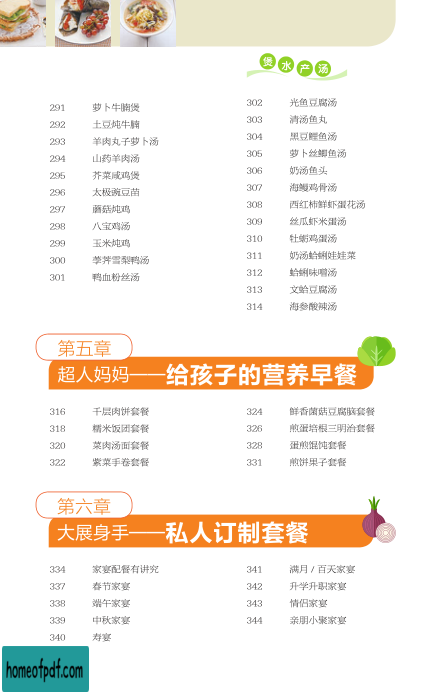 291 萝卜牛腩煲
292 土豆炖牛腩
293 羊肉丸子萝卜汤
294 山药羊肉汤
295 芥菜咸鸡煲
296 太极豌豆苗
297 蘑菇炖鸡
298 八宝鸡汤
299 玉米炖鸡
300 荸荠雪梨鸭汤
301 鸭血粉丝汤
煲水产汤
302 光鱼豆腐汤
303 清汤鱼丸
304 黑豆鲤鱼汤
305 萝卜丝鲫鱼汤
306 奶汤鱼头
307 海鳗鸡骨汤
308 西红柿鲜虾蛋花汤
309 丝瓜虾米蛋汤
310 牡蛎鸡蛋汤
311 奶汤蛤蜊娃娃菜
312 蛤蜊味噌汤
313 文蛤豆腐汤
314 海参酸辣汤
第五章
超人妈妈——给孩子的营养早餐
316 千层肉饼套餐
318 糯米饭团套餐
320 菜肉汤面套餐
322 紫菜手卷套餐
324 鲜香菌菇豆腐脑套餐
326 煎蛋培根三明治套餐
328 蛋煎馄饨套餐
331 煎饼果子套餐
第六章
大展身手——私人订制套餐
334 家宴配餐有讲究
337 春节家宴
338 端午家宴
339 中秋家宴
340 寿宴
341 满月 / 百天家宴
342 升学升职家宴
343 情侣家宴
344 亲朋小聚家宴
homeofpdf.com